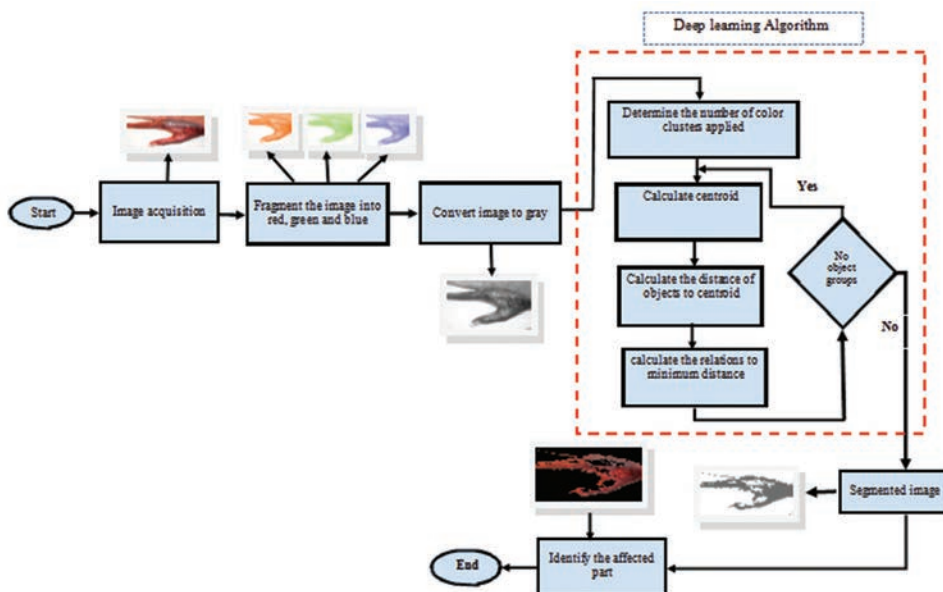 Deep learning Algorithm
Determine the number of color
clusters applied
Start
Image acquisition
Fragment the image into
red, green and blue
Convert image to gray
Calculate centroid
Yes
No
object
groups
Calculate the distance of
objects to centroid
No
calculate the relations to
minimum distance
Segmented image
Identify the affected
part
End